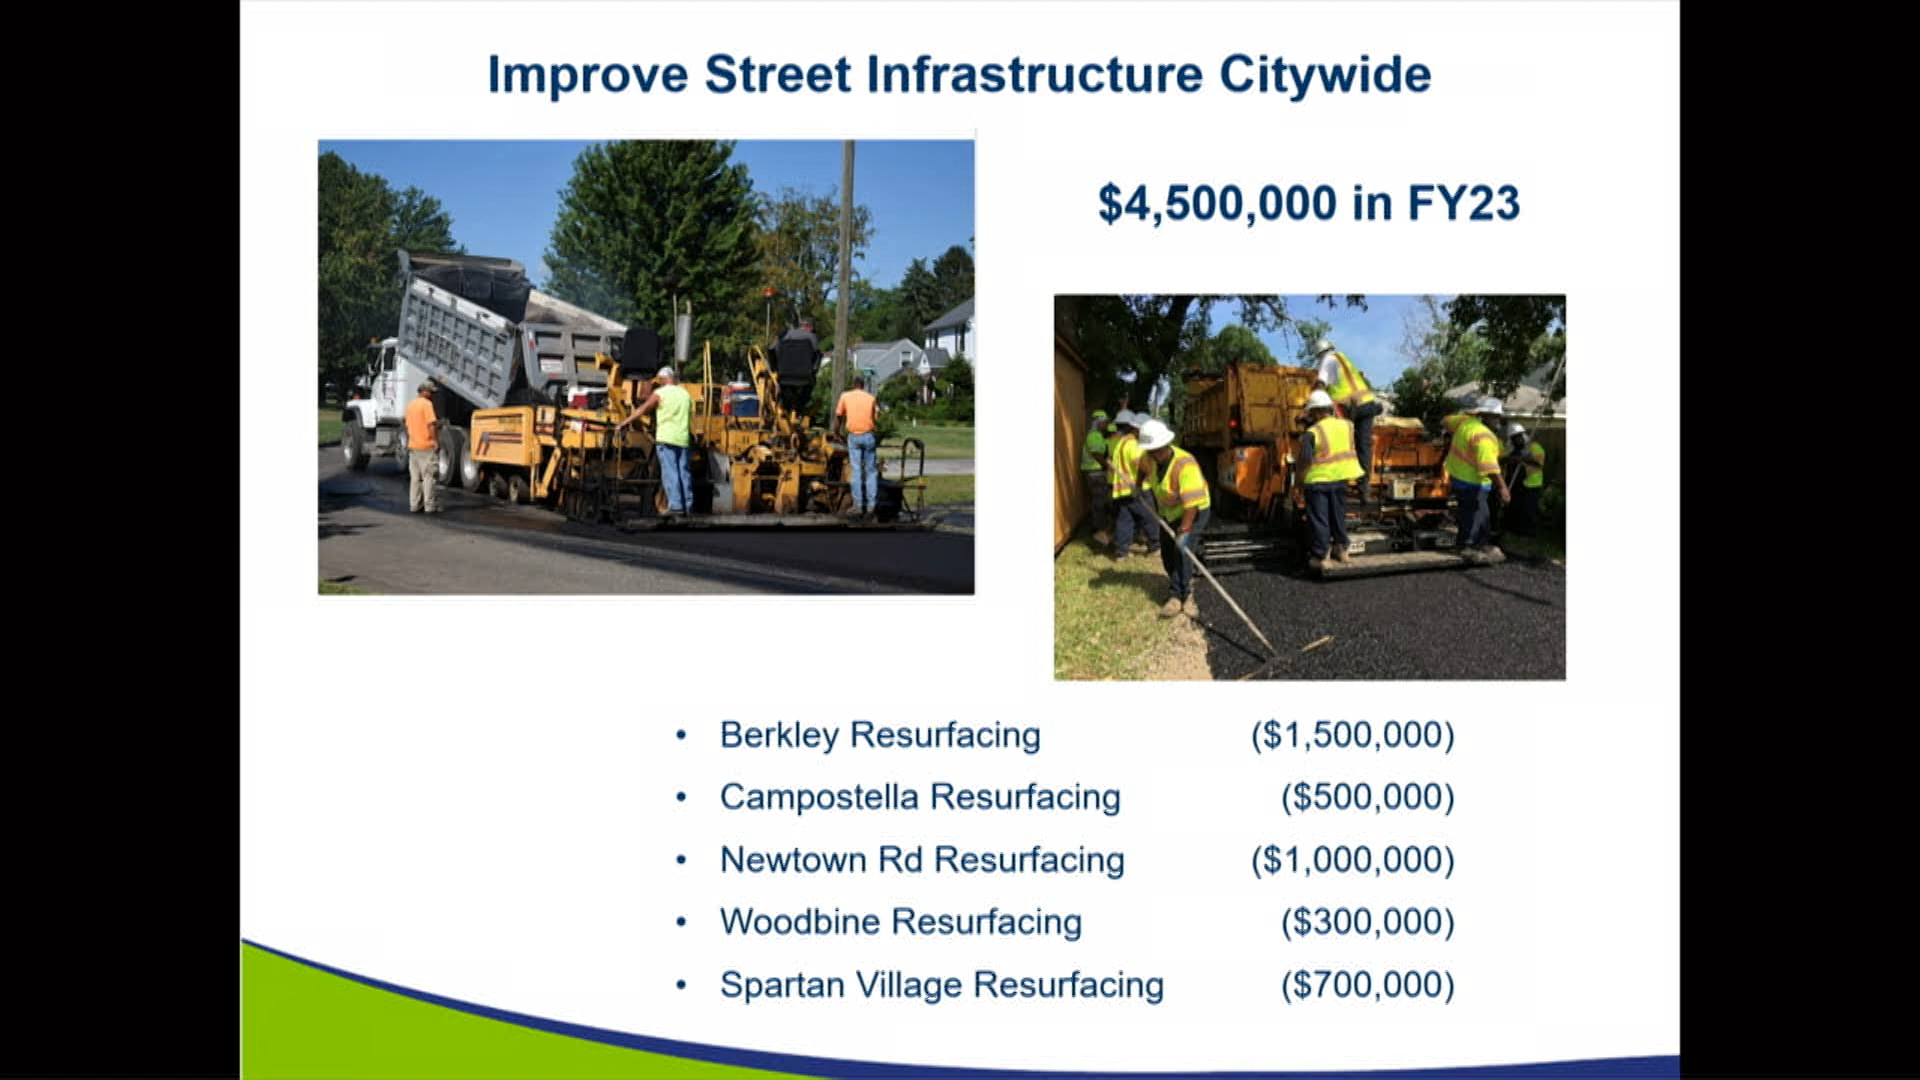 Improve Street Infrastructure Citywide
$4,500,000 in FY23
• Berkley Resurfacing ($1,500,000)
• Campostella Resurfacing ($500,000)
• Newtown Rd Resurfacing ($1,000,000)
• Woodbine Resurfacing ($300,000)
• Spartan Village Resurfacing ($700,000)